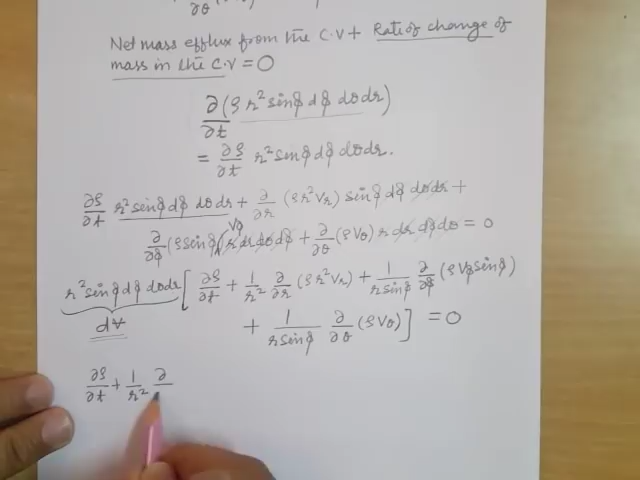 ∂θ
Net mass efflux from the C.V + Rate of change of
mass in the C.V = 0
∂/∂t (ρ r² sinφ dφ dθ dr)
= ∂ρ/∂t r² sinφ dφ dθ dr.
∂ρ/∂t r² sinφ dφ dθ dr + ∂/∂r (ρ r² Vr) sinφ dφ dθ dr +
∂/∂φ (ρ sinφ Vφ) r dr dθ dφ + ∂/∂θ (ρ Vθ) r dr dφ dθ = 0
r² sinφ dφ dθ dr [ ∂ρ/∂t + 1/r² ∂/∂r (ρ r² Vr) + 1/(r sinφ) ∂/∂φ (ρ Vφ sinφ)
dV
+ 1/(r sinφ) ∂/∂θ (ρ Vθ) ] = 0
∂ρ/∂t + 1/r² ∂